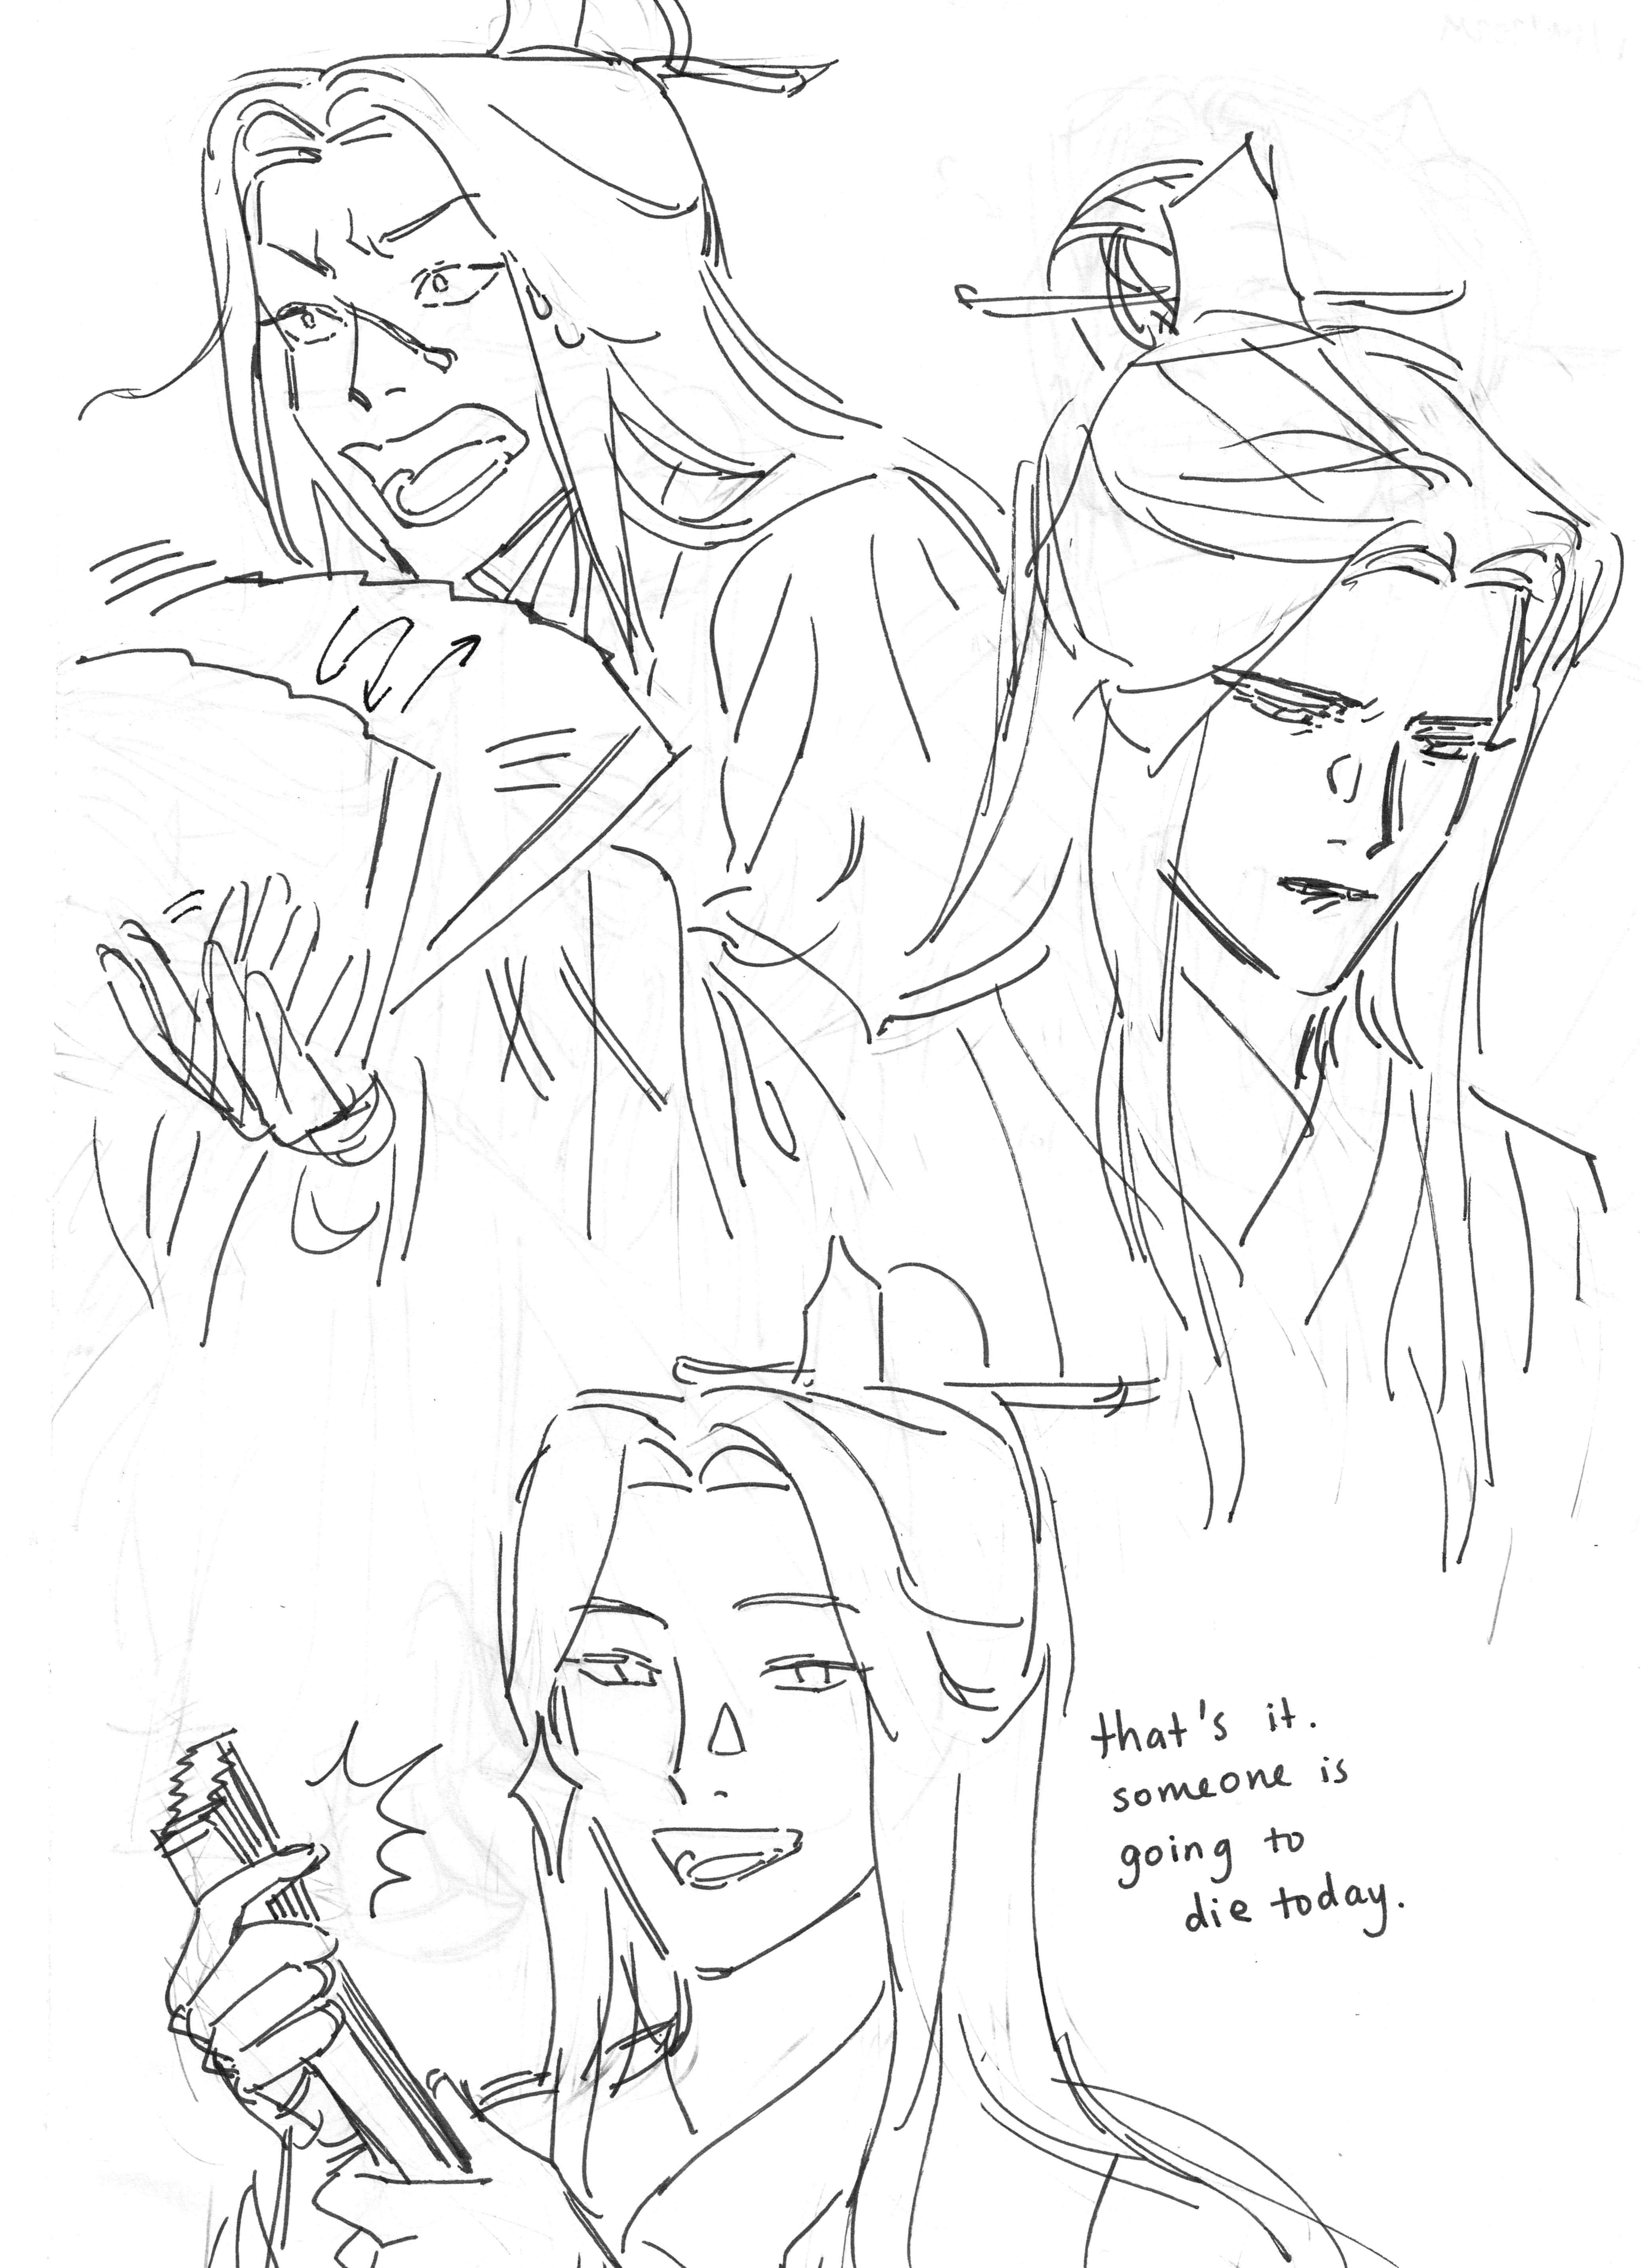 that's it.
someone is
going to
die today.